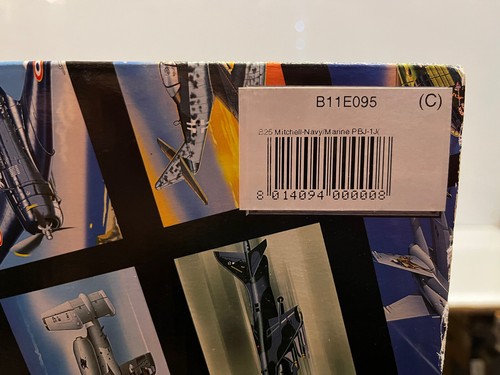 B11E095 (C)
B25 Mitchell-Navy/Marine PBJ-1J/
8 014094 000008